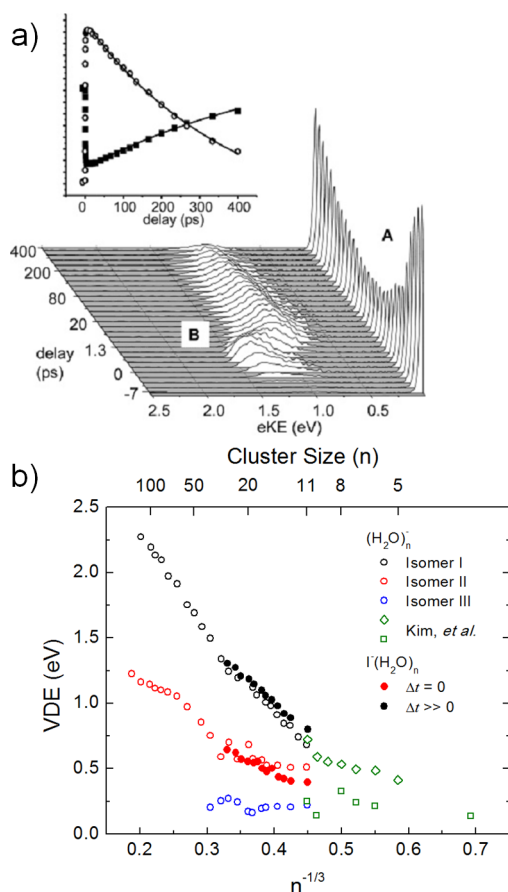 a)
0 100 200 300 400
delay (ps)
A
B
400
200
80
20
1.3
0
-7
delay
(ps)
2.5 2.0 1.5 1.0 0.5
eKE (eV)
b)
Cluster Size (n)
100 50 20 11 8 5
2.5
2.0
1.5
1.0
0.5
0.0
VDE (eV)
(H₂O)ₙ⁻
Isomer I
Isomer II
Isomer III
Kim, et al.
I⁻(H₂O)ₙ
Δt = 0
Δt >> 0
0.2 0.3 0.4 0.5 0.6 0.7
n⁻¹/³